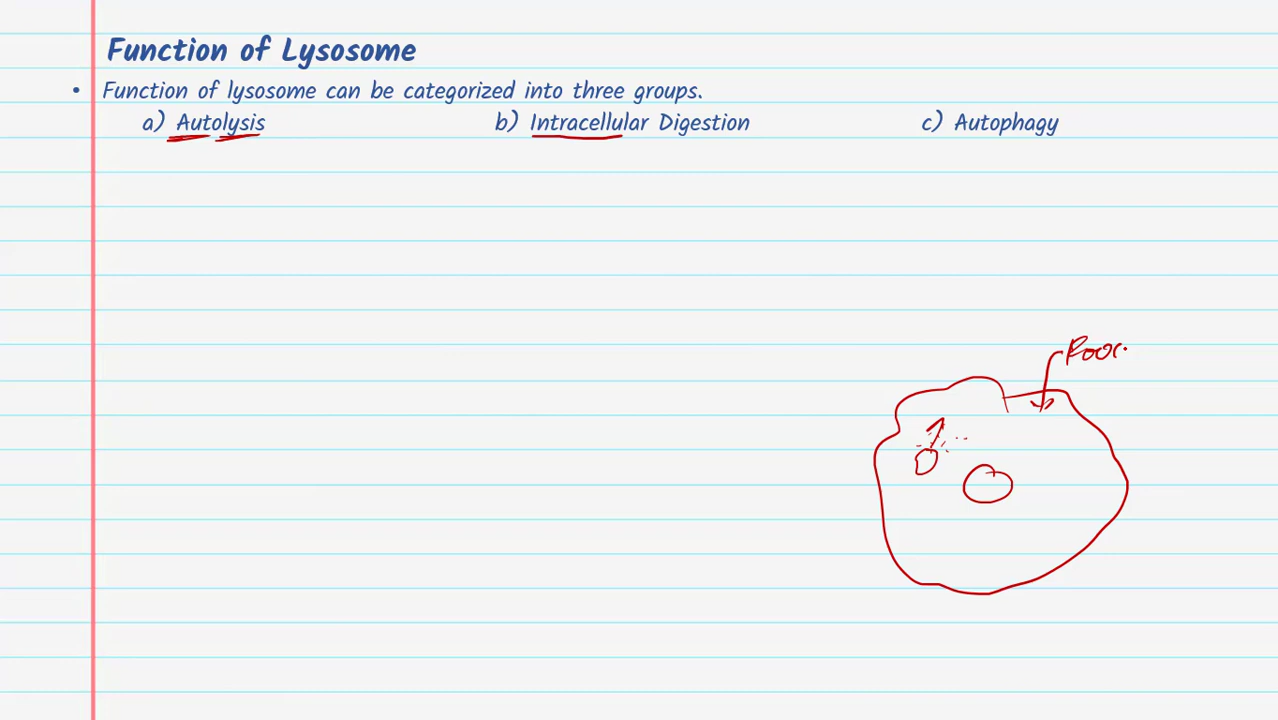 Function of Lysosome
• Function of lysosome can be categorized into three groups.
a) Autolysis b) Intracellular Digestion c) Autophagy